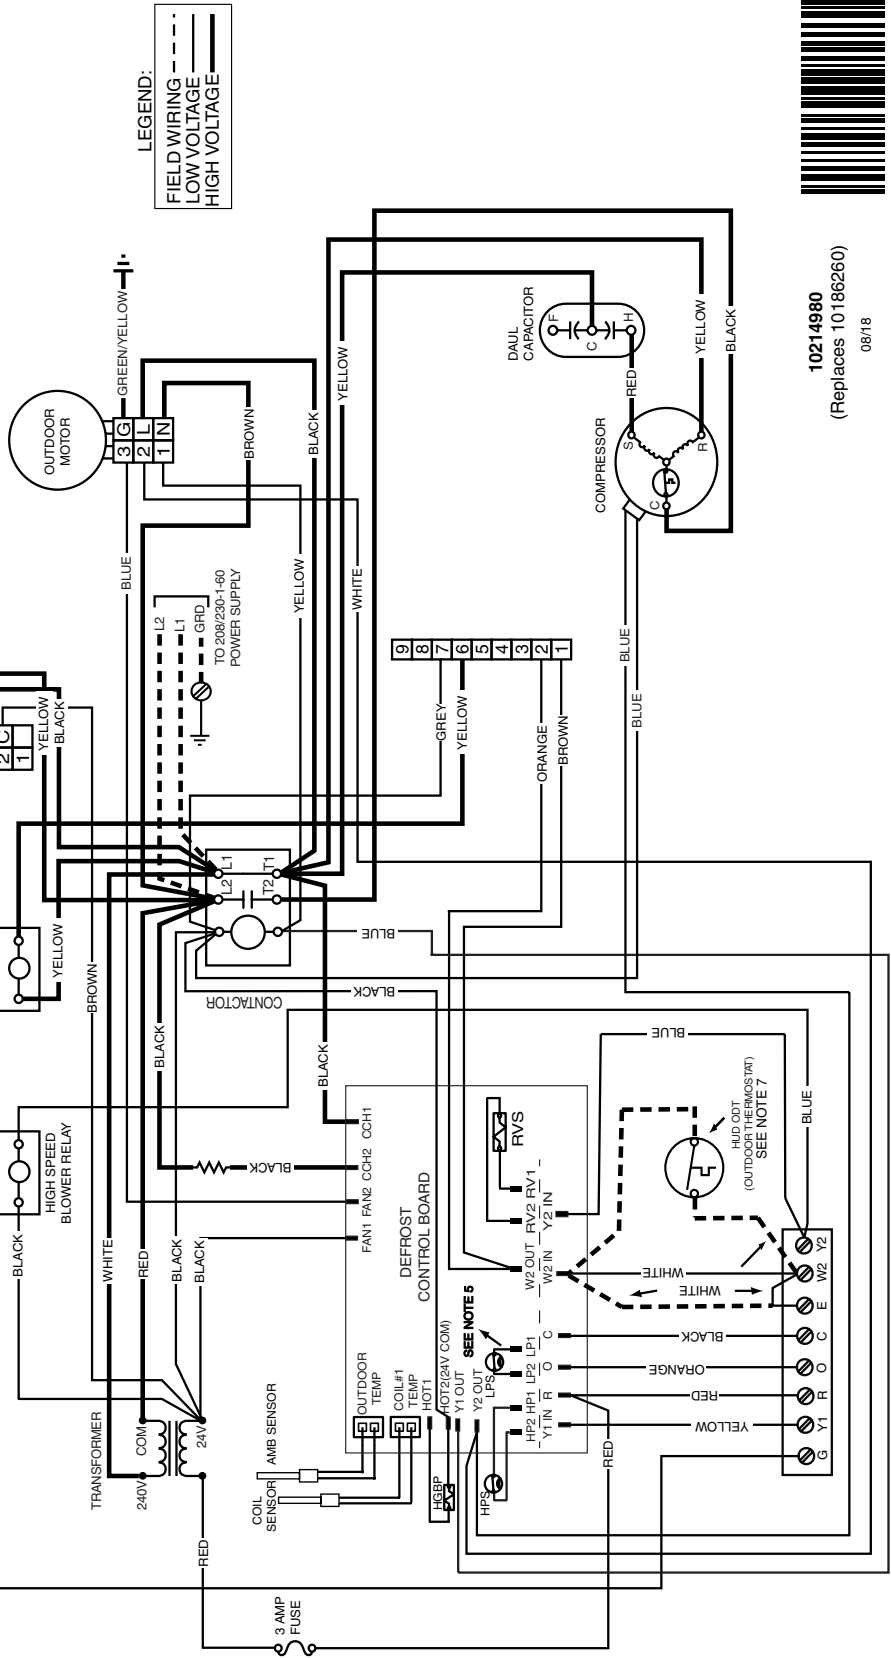 LEGEND:
FIELD WIRING
LOW VOLTAGE
HIGH VOLTAGE
10214980
(Replaces 10186260)
08/18
OUTDOOR
MOTOR
3 G
2 L
1 N
GREEN/YELLOW
BROWN
BLACK
YELLOW
BLUE
YELLOW
WHITE
DAUL
CAPACITOR
F
C
H
RED
YELLOW
BLACK
COMPRESSOR
S
R
C
BLUE
BLUE
L2
L1
GRD
TO 208/230-1-60
POWER SUPPLY
9
8
7
6
5
4
3
2
1
GREY
YELLOW
ORANGE
BROWN
2 C
1
YELLOW
BLACK
YELLOW
BROWN
L1
L2
T1
T2
CONTACTOR
BLUE
BLACK
BLACK
BLACK
BLACK
HIGH SPEED
BLOWER RELAY
BLACK
WHITE
RED
BLACK
BLACK
TRANSFORMER
240V
COM
24V
RED
3 AMP
FUSE
DEFROST
CONTROL BOARD
FAN1
FAN2
CCH2
CCH1
OUTDOOR
TEMP
COIL#1
TEMP
HOT1
HOT2(24V COM)
Y1 OUT
Y2 OUT
AMB SENSOR
COIL
SENSOR
HGBP
HPS
LPS
SEE NOTE 5
HP2
HP1
LP2
LP1
Y1 IN
R
O
C
W2 OUT
W2 IN
RV2
RV1
Y2 IN
RVS
BLUE
HUD ODT
(OUTDOOR THERMOSTAT)
SEE NOTE 7
BLUE
WHITE
WHITE
BLACK
ORANGE
RED
YELLOW
RED
G
Y1
R
O
C
E
W2
Y2